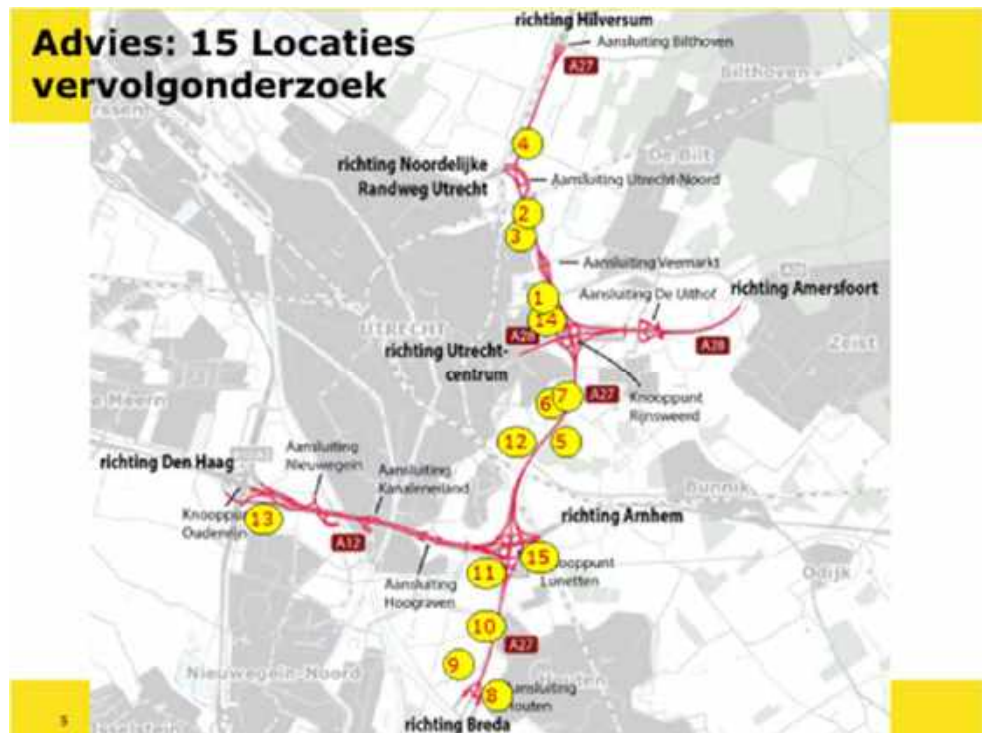 Advies: 15 Locaties
vervolgonderzoek
richting Hilversum
Aansluiting Bilthoven
A27
Bilthoven
4
De Bilt
richting Noordelijke
Randweg Utrecht
Aansluiting Utrecht-Noord
2
3
Aansluiting Veemarkt
richting Amersfoort
Aansluiting De Uithof
1
14
UTRECHT
A28
A28
Zeist
richting Utrecht-
centrum
Knooppunt
Rijnsweerd
7
A27
6
12
5
Aansluiting
Nieuwegein
richting Den Haag
Aansluiting
Kanaleneiland
Bunnik
richting Arnhem
13
A12
15
Lunetten
Odijk
11
Aansluiting
Hoograven
10
A27
9
Nieuwegein-Noord
8
Aansluiting
Houten
richting Breda
5